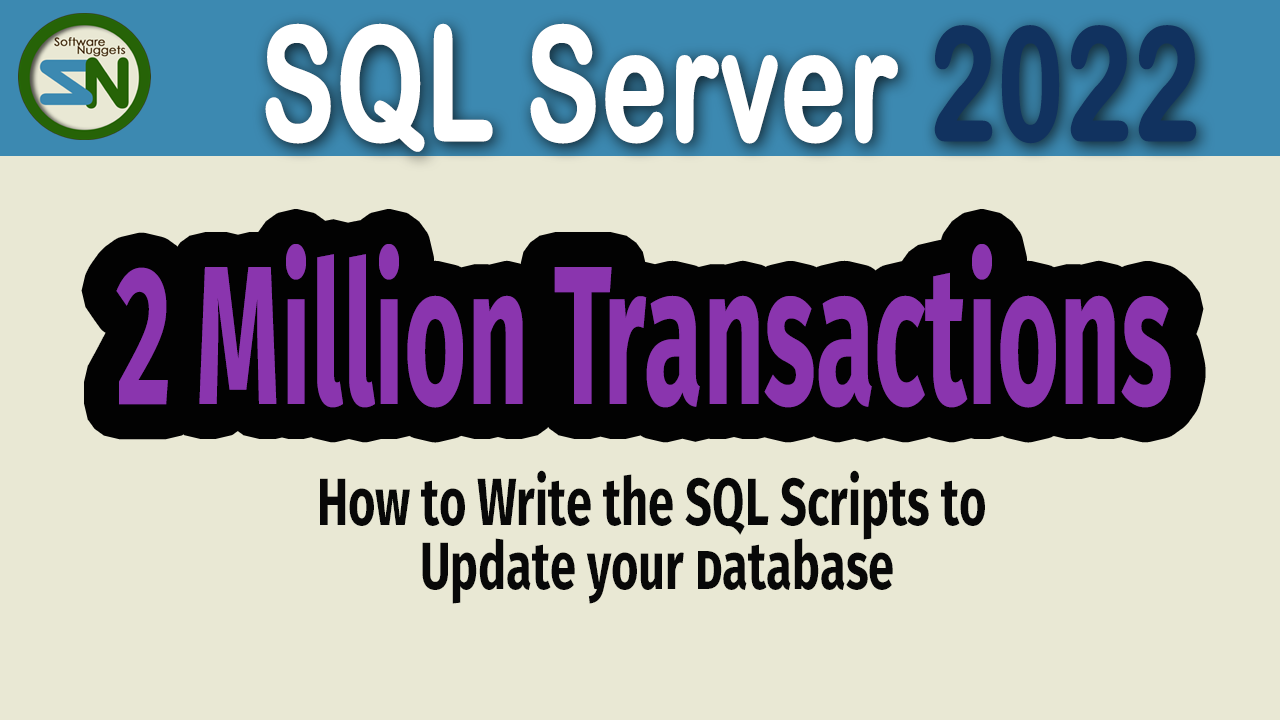 Software
Nuggets
SN
SQL Server 2022
2 Million Transactions
How to Write the SQL Scripts to
Update your Database